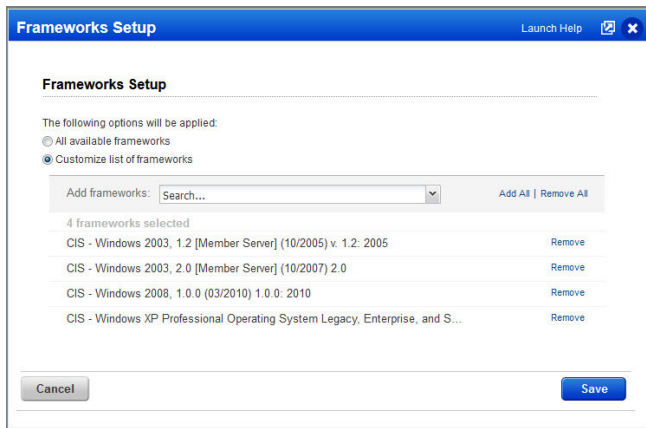 Frameworks Setup
Launch Help
Frameworks Setup
The following options will be applied:
All available frameworks
Customize list of frameworks
Add frameworks: Search... Add All | Remove All
4 frameworks selected
CIS - Windows 2003, 1.2 [Member Server] (10/2005) v. 1.2: 2005 Remove
CIS - Windows 2003, 2.0 [Member Server] (10/2007) 2.0 Remove
CIS - Windows 2008, 1.0.0 (03/2010) 1.0.0: 2010 Remove
CIS - Windows XP Professional Operating System Legacy, Enterprise, and S... Remove
Cancel Save